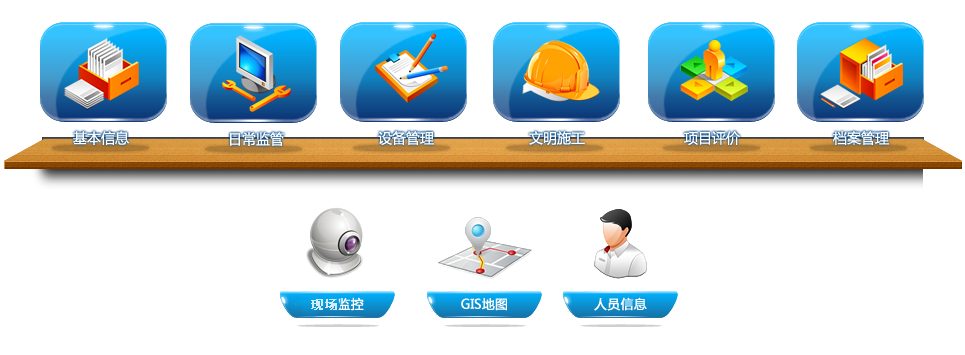 基本信息
日常监管
设备管理
文明施工
项目评价
档案管理
现场监控
GIS地图
人员信息